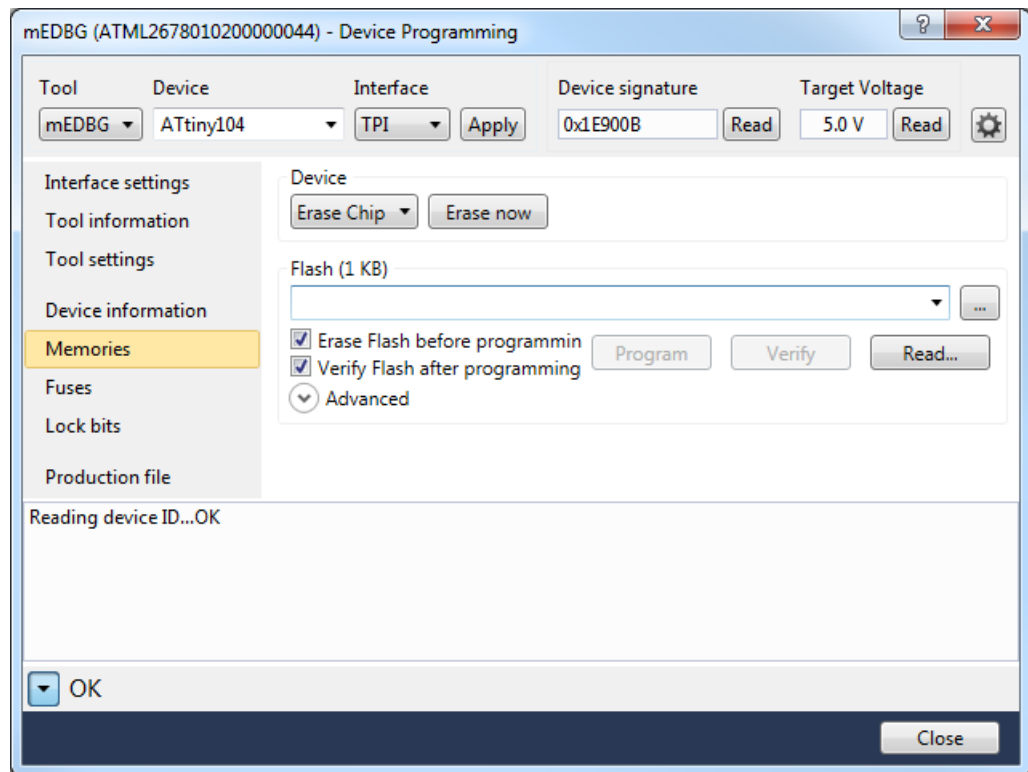 mEDBG (ATML2678010200000044) - Device Programming
?
X
Tool Device Interface Device signature Target Voltage
mEDBG ATtiny104 TPI Apply 0x1E900B Read 5.0 V Read
Interface settings
Tool information
Tool settings
Device information
Memories
Fuses
Lock bits
Production file
Device
Erase Chip Erase now
Flash (1 KB)
...
Erase Flash before programmin
Verify Flash after programming
Program Verify Read...
Advanced
Reading device ID...OK
OK
Close